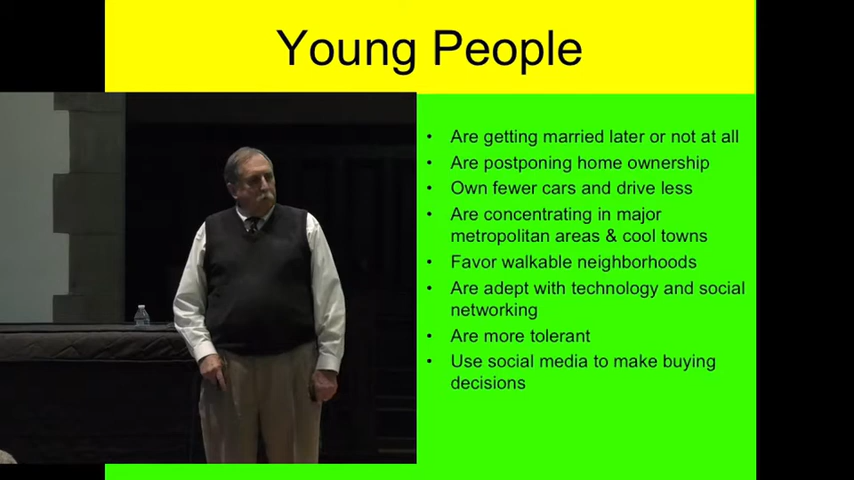 Young People
• Are getting married later or not at all
• Are postponing home ownership
• Own fewer cars and drive less
• Are concentrating in major
metropolitan areas & cool towns
• Favor walkable neighborhoods
• Are adept with technology and social
networking
• Are more tolerant
• Use social media to make buying
decisions